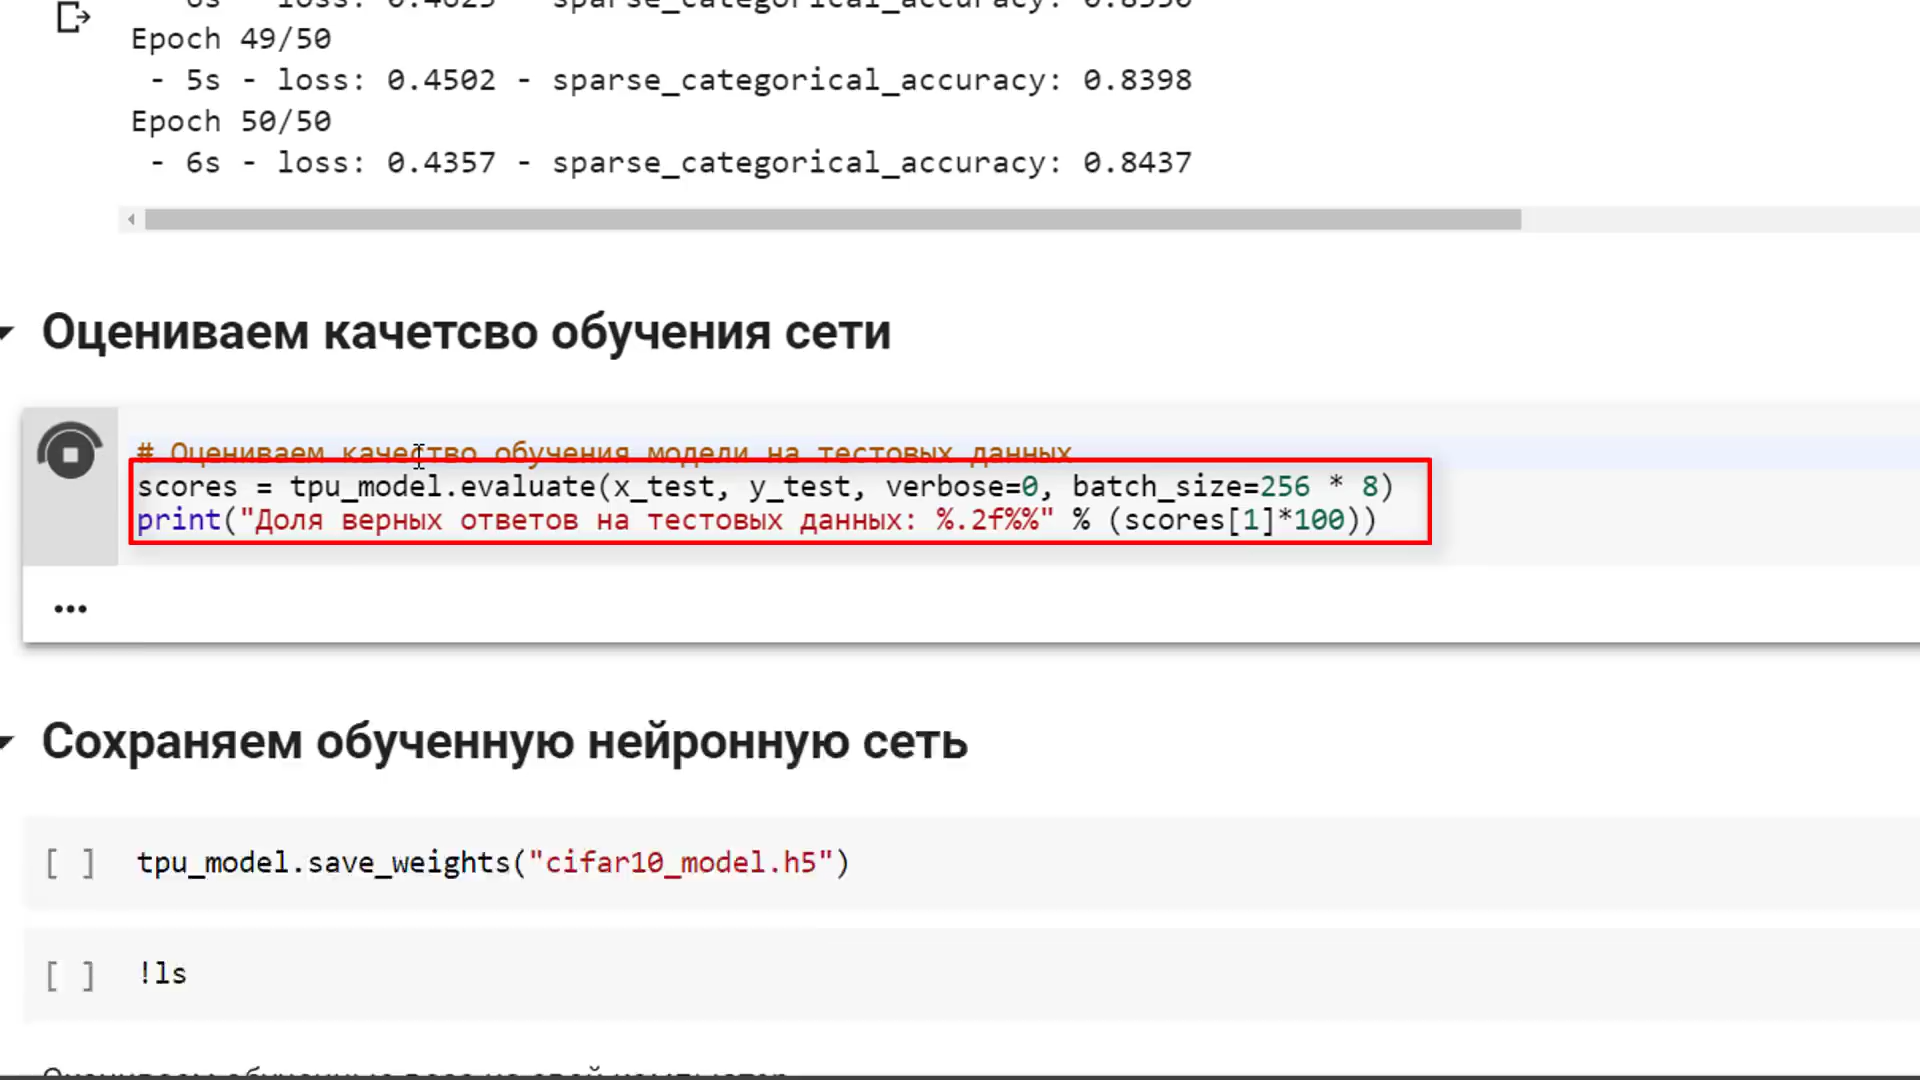 Epoch 49/50
- 5s - loss: 0.4502 - sparse_categorical_accuracy: 0.8398
Epoch 50/50
- 6s - loss: 0.4357 - sparse_categorical_accuracy: 0.8437
Оцениваем качетсво обучения сети
# Оцениваем качество обучения модели на тестовых данных
scores = tpu_model.evaluate(x_test, y_test, verbose=0, batch_size=256 * 8)
print("Доля верных ответов на тестовых данных: %.2f%%" % (scores[1]*100))
...
Сохраняем обученную нейронную сеть
[ ] tpu_model.save_weights("cifar10_model.h5")
[ ] !ls